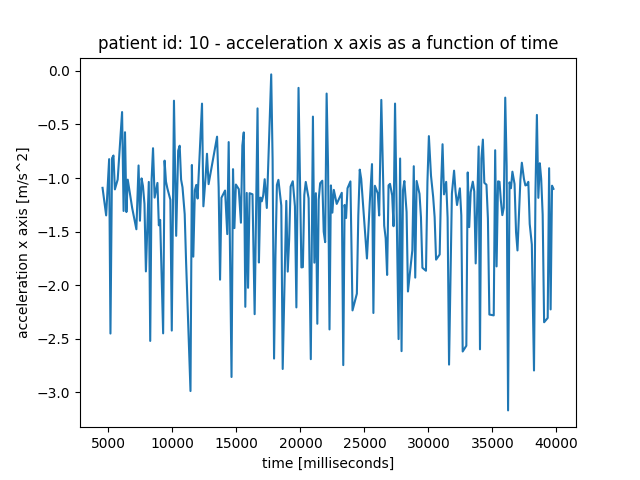 patient id: 10 - acceleration x axis as a function of time
acceleration x axis [m/s^2]
0.0
−0.5
−1.0
−1.5
−2.0
−2.5
−3.0
5000 10000 15000 20000 25000 30000 35000 40000
time [milliseconds]